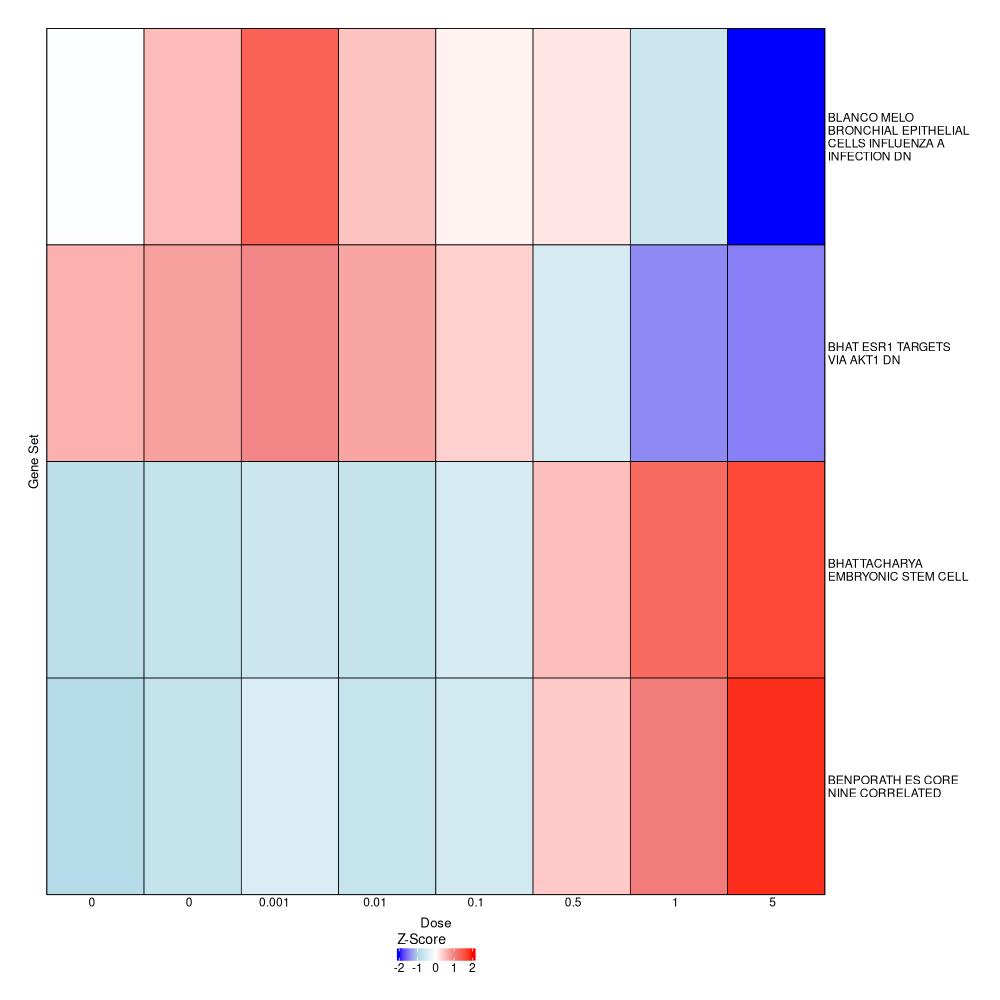 BLANCO MELO
BRONCHIAL EPITHELIAL
CELLS INFLUENZA A
INFECTION DN
BHAT ESR1 TARGETS
VIA AKT1 DN
Gene Set
BHATTACHARYA
EMBRYONIC STEM CELL
BENPORATH ES CORE
NINE CORRELATED
0 0 0.001 0.01 0.1 0.5 1 5
Dose
Z-Score
-2 -1 0 1 2